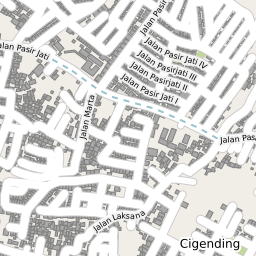 Jalan Pasir
Jalan Pasir Jati IV
Jalan Pasirjati III
Jalan Pasirjati II
Jalan Pasir Jati I
Jalan Pasir Jati
Jalan Marta
Jalan Pas
Jalan Laksana
Cigending